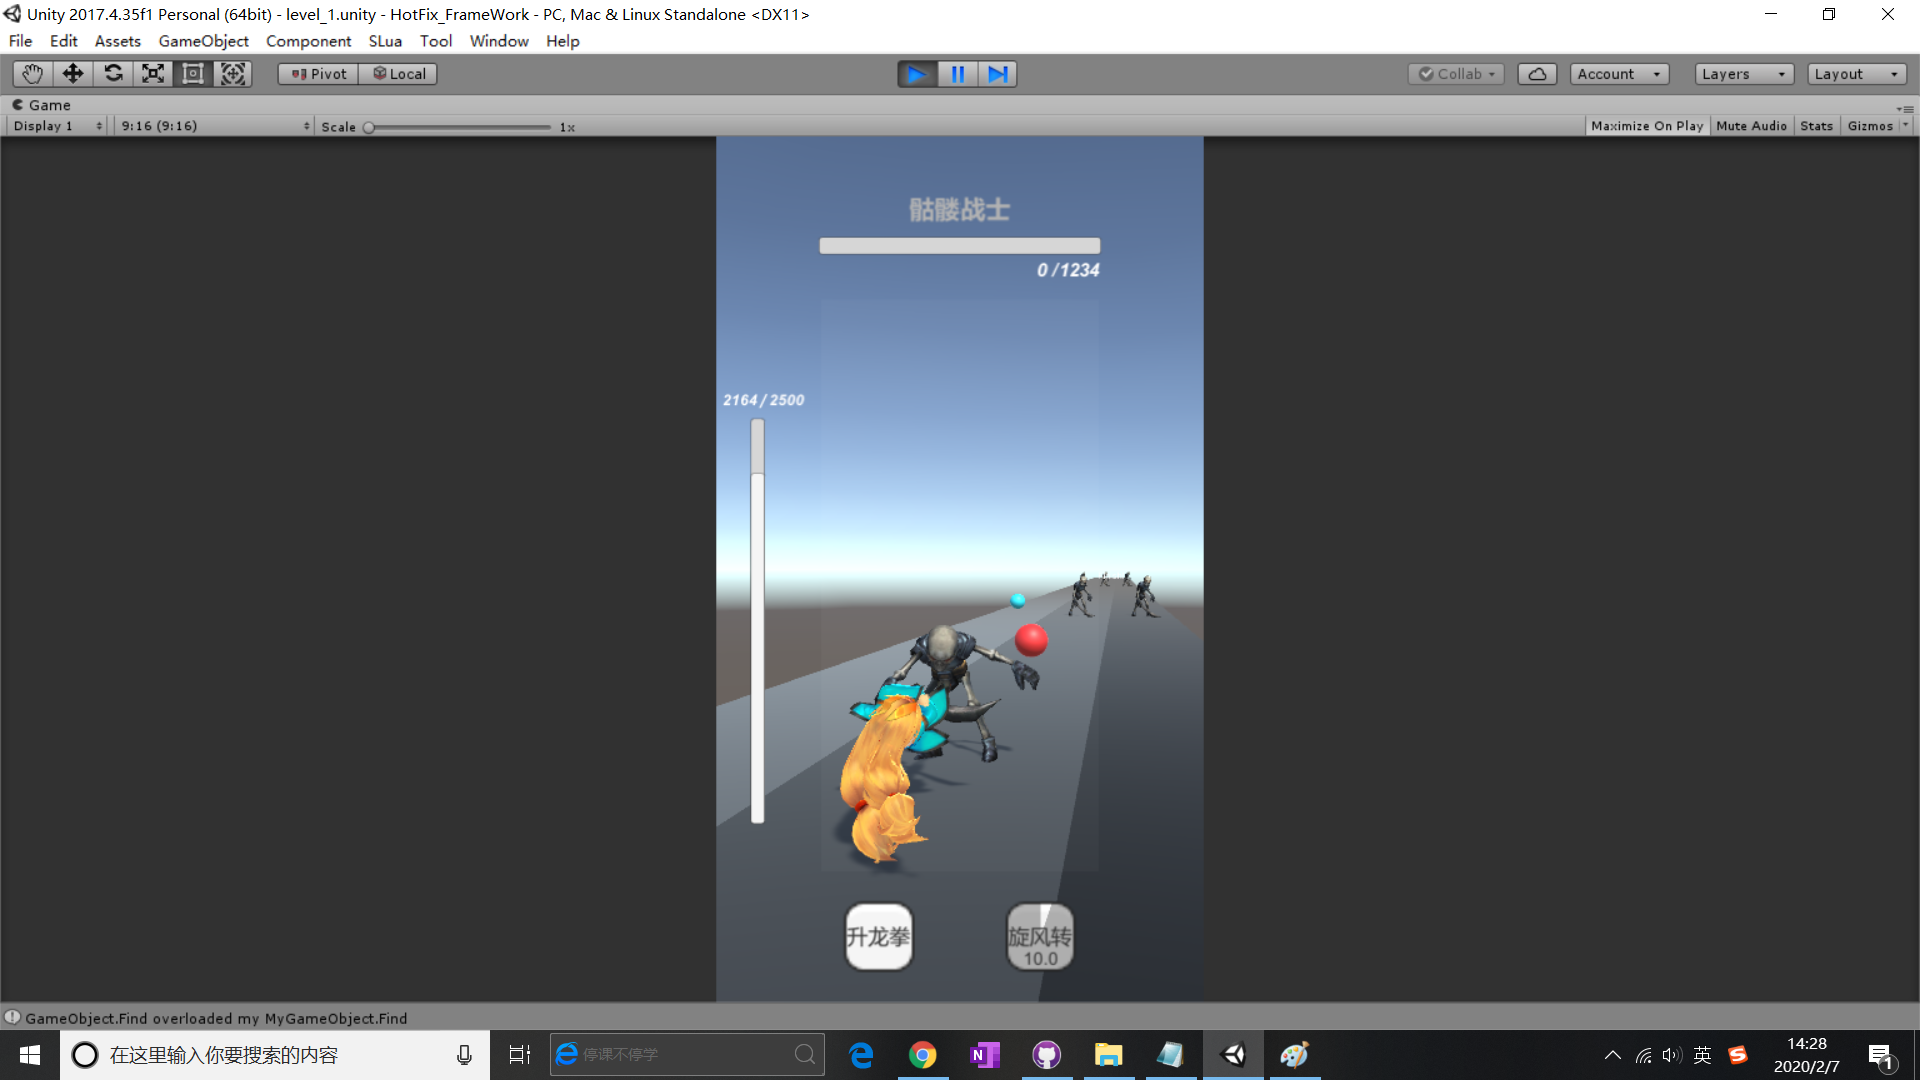 Unity 2017.4.35f1 Personal (64bit) - level_1.unity - HotFix_FrameWork - PC, Mac & Linux Standalone <DX11>
File Edit Assets GameObject Component SLua Tool Window Help
Pivot Local Collab Account Layers Layout
Game
Display 1 9:16 (9:16) Scale 1x Maximize On Play Mute Audio Stats Gizmos
骷髅战士
0 /1234
2164 / 2500
升龙拳 旋风转
10.0
GameObject.Find overloaded my MyGameObject.Find
在这里输入你要搜索的内容 停课不停学 N 英 S 14:28
2020/2/7 1